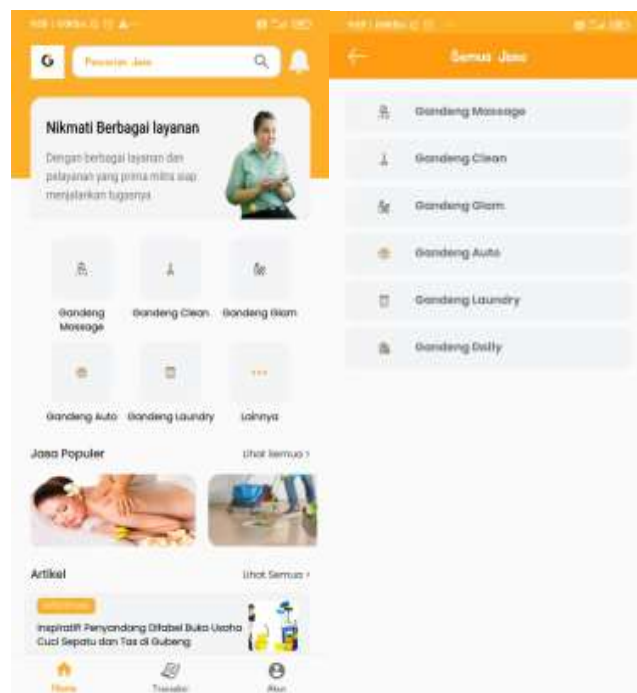 G
Pencarian Jasa
Nikmati Berbagai layanan
Dengan berbagai layanan dan
pelayanan yang prima mitra siap
menjalankan tugasnya
Gandeng
Massage
Gandeng Clean
Gandeng Glam
Gandeng Auto
Gandeng Laundry
Lainnya
Jasa Populer
Lihat Semua >
Artikel
Lihat Semua >
Inspiratif! Penyandang Difabel Buka Usaha
Cuci Sepatu dan Tas di Gubeng
Home
Transaksi
Akun
Semua Jasa
Gandeng Massage
Gandeng Clean
Gandeng Glam
Gandeng Auto
Gandeng Laundry
Gandeng Daily